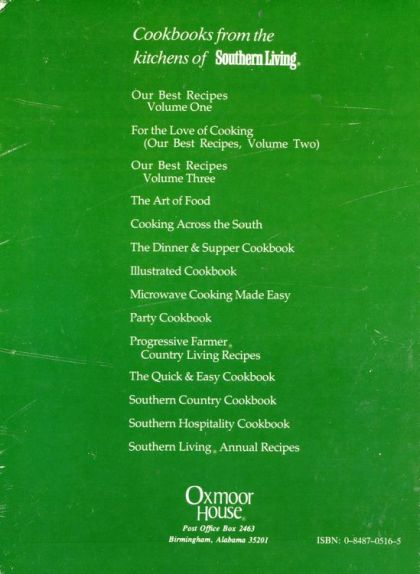 Cookbooks from the
kitchens of Southern Living®
Our Best Recipes
Volume One
For the Love of Cooking
(Our Best Recipes, Volume Two)
Our Best Recipes
Volume Three
The Art of Food
Cooking Across the South
The Dinner & Supper Cookbook
Illustrated Cookbook
Microwave Cooking Made Easy
Party Cookbook
Progressive Farmer®
Country Living Recipes
The Quick & Easy Cookbook
Southern Country Cookbook
Southern Hospitality Cookbook
Southern Living® Annual Recipes
Oxmoor
House®
Post Office Box 2463
Birmingham, Alabama 35201
ISBN: 0-8487-0516-5